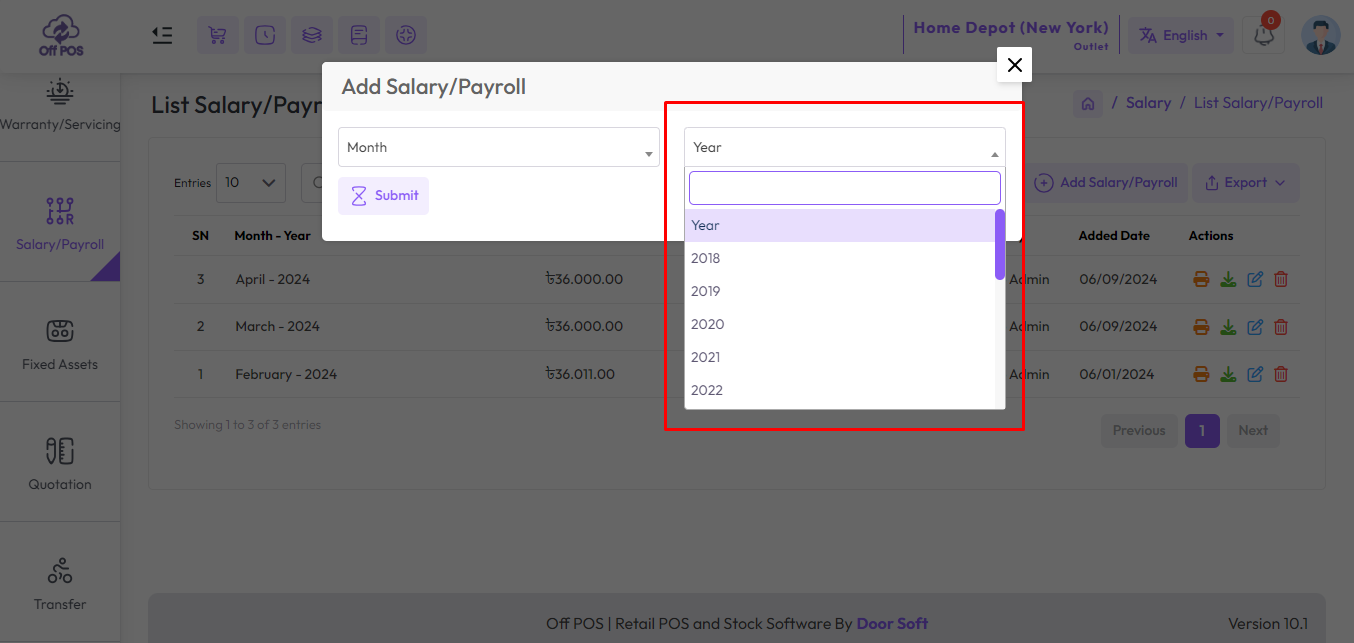 Off POS
Home Depot (New York)
Outlet
English
0
Warranty/Servicing
Salary/Payroll
Fixed Assets
Quotation
Transfer
List Salary/Payr
/ Salary / List Salary/Payroll
Add Salary/Payroll
Month
Year
Submit
Year
2018
2019
2020
2021
2022
Entries 10
Add Salary/Payroll
Export
SN Month - Year Added Date Actions
3 April - 2024 ৳36.000.00 Admin 06/09/2024
2 March - 2024 ৳36.000.00 Admin 06/09/2024
1 February - 2024 ৳36.011.00 Admin 06/01/2024
Showing 1 to 3 of 3 entries
Previous 1 Next
Off POS | Retail POS and Stock Software By Door Soft
Version 10.1